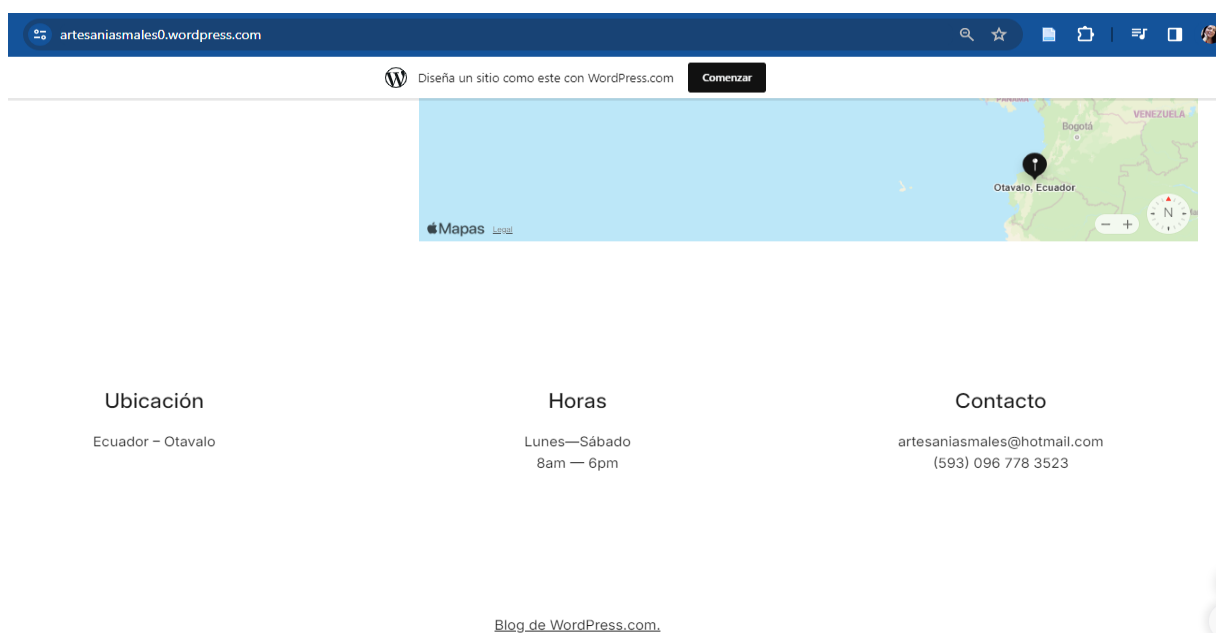 artesaniasmales0.wordpress.com
Diseña un sitio como este con WordPress.com
Comenzar
PANAMÁ
VENEZUELA
Bogotá
Otavalo, Ecuador
N
Mapas Legal
− +
Ubicación
Ecuador – Otavalo
Horas
Lunes—Sábado
8am — 6pm
Contacto
artesaniasmales@hotmail.com
(593) 096 778 3523
Blog de WordPress.com.